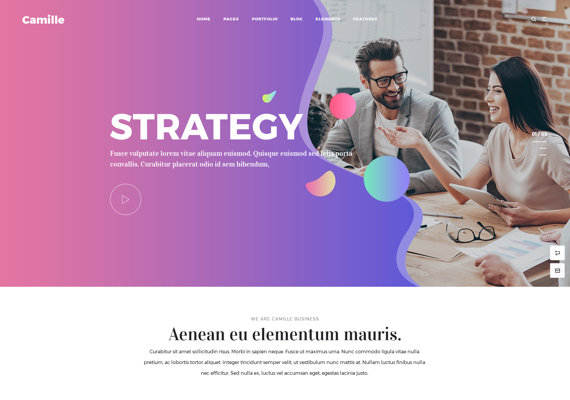 Camille
HOME PAGES PORTFOLIO BLOG ELEMENTS FEATURES
STRATEGY
01 / 03
Fusce vulputate lorem vitae aliquam euismod. Quisque euismod sed felis porta
convallis. Curabitur placerat odio id sem bibendum,
WE ARE CAMILLE BUSINESS
Aenean eu elementum mauris.
Curabitur sit amet sollicitudin risus. Morbi in sapien neque. Fusce ut maximus urna. Nunc commodo ligula vitae nulla
pretium, ac lobortis tortor aliquet. Integer tincidunt semper velit, ut vestibulum nunc mattis at. Nullam luctus finibus nulla
nec efficitur. Sed nulla ex, luctus vel accumsan eget, egestas lacinia justo.